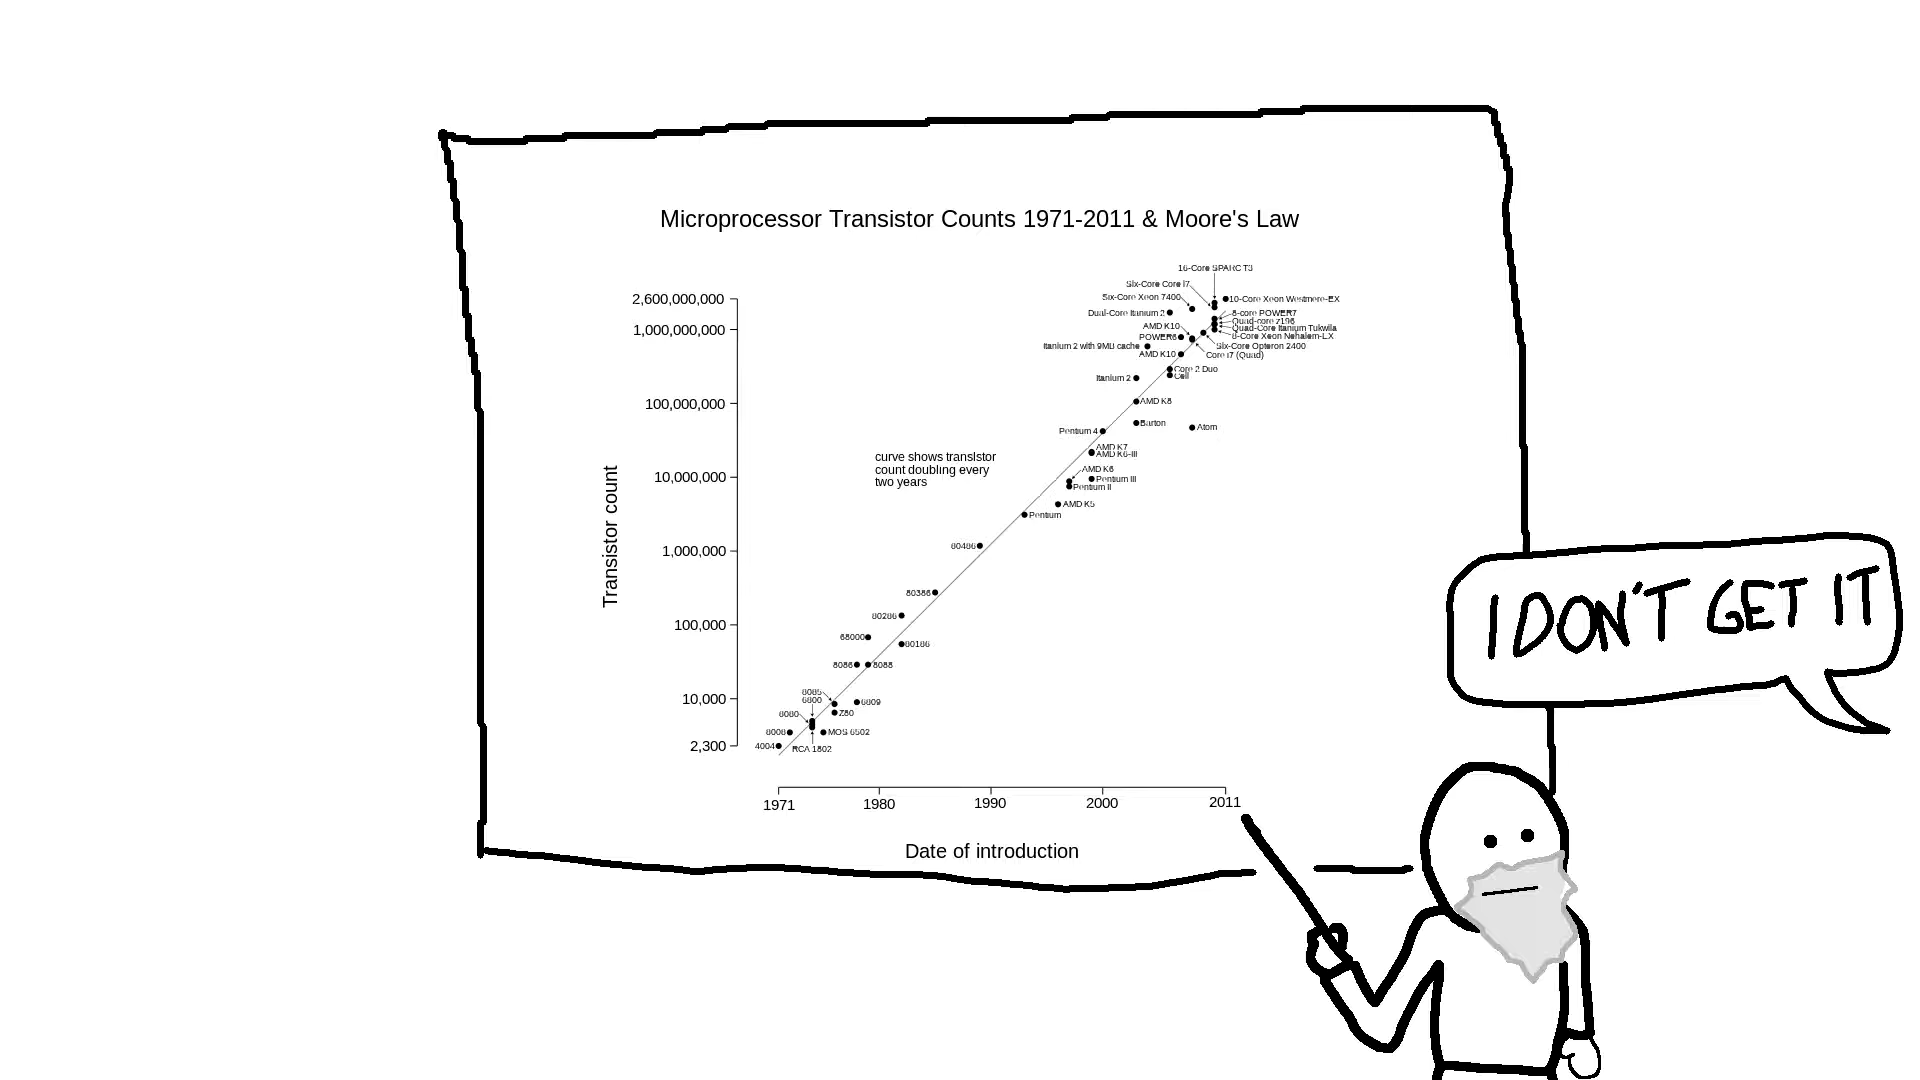 Microprocessor Transistor Counts 1971-2011 & Moore's Law
16-Core SPARC T3
Six-Core Core i7
Six-Core Xeon 7400
10-Core Xeon Westmere-EX
Dual-Core Itanium 2
8-core POWER7
Quad-core z196
AMD K10
Quad-Core Itanium Tukwila
POWER6
8-Core Xeon Nehalem-EX
Itanium 2 with 9MB cache
Six-Core Opteron 2400
AMD K10
Core i7 (Quad)
Core 2 Duo
Cell
Itanium 2
AMD K8
Barton
Atom
Pentium 4
AMD K7
AMD K6-III
curve shows transistor
count doubling every
two years
AMD K6
Pentium III
Pentium II
AMD K5
Pentium
80486
80386
80286
68000
80186
8086
8088
8085
6800
6809
8080
Z80
8008
MOS 6502
4004
RCA 1802
2,600,000,000
1,000,000,000
100,000,000
10,000,000
1,000,000
100,000
10,000
2,300
Transistor count
1971 1980 1990 2000 2011
Date of introduction
I DON'T GET IT